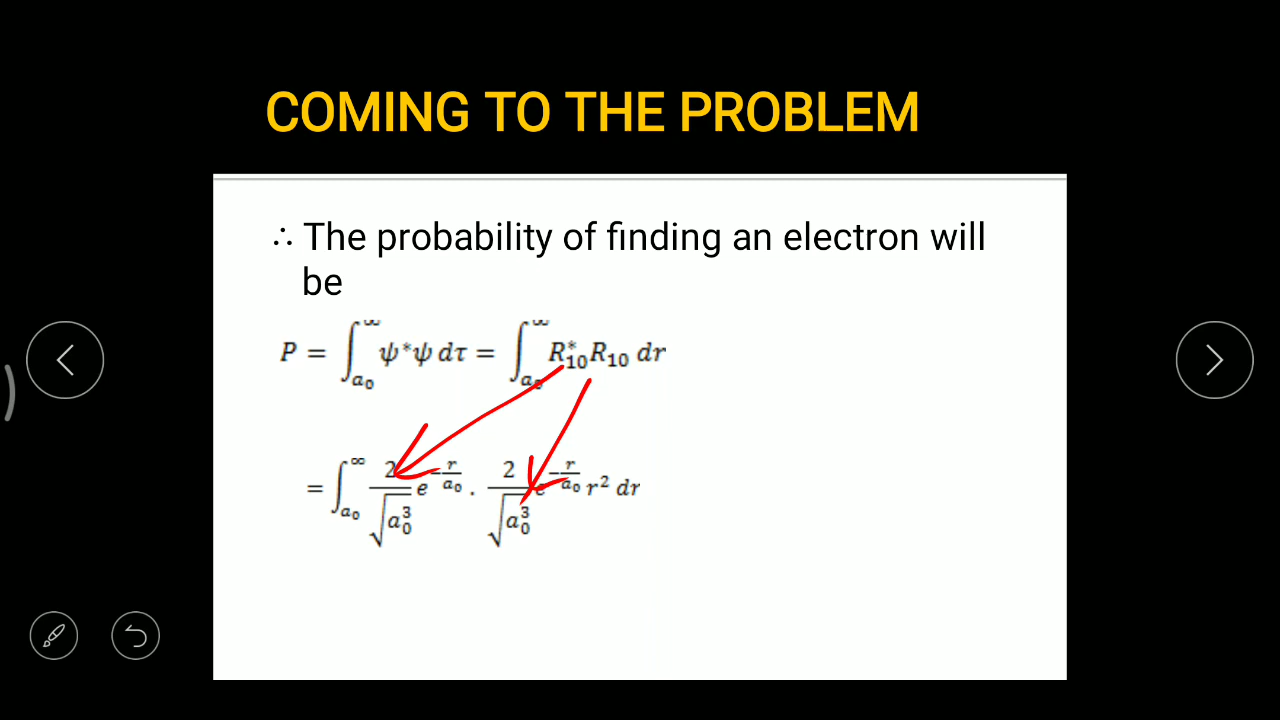 COMING TO THE PROBLEM
∴ The probability of finding an electron will
be
P = ∫_{a₀}^{∞} ψ*ψ dτ = ∫_{a₀}^{∞} R*₁₀R₁₀ dr
= ∫_{a₀}^{∞} 2/√(a₀³) e^{-r/a₀} . 2/√(a₀³) e^{-r/a₀} r² dr